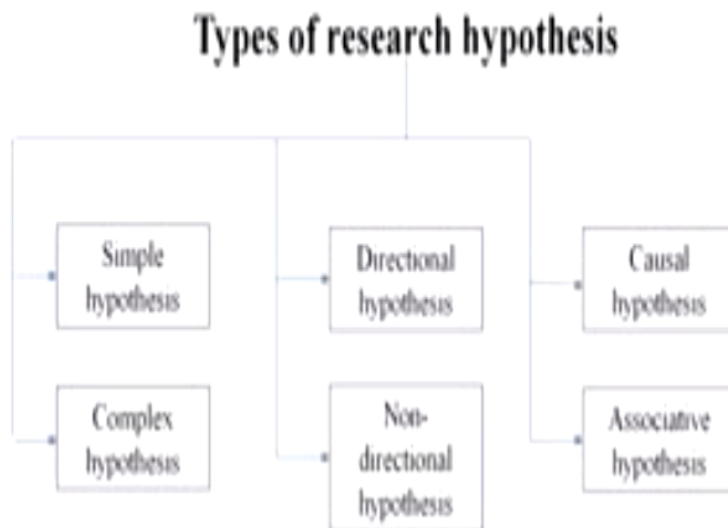 Types of research hypothesis
Simple
hypothesis
Directional
hypothesis
Causal
hypothesis
Complex
hypothesis
Non-
directional
hypothesis
Associative
hypothesis